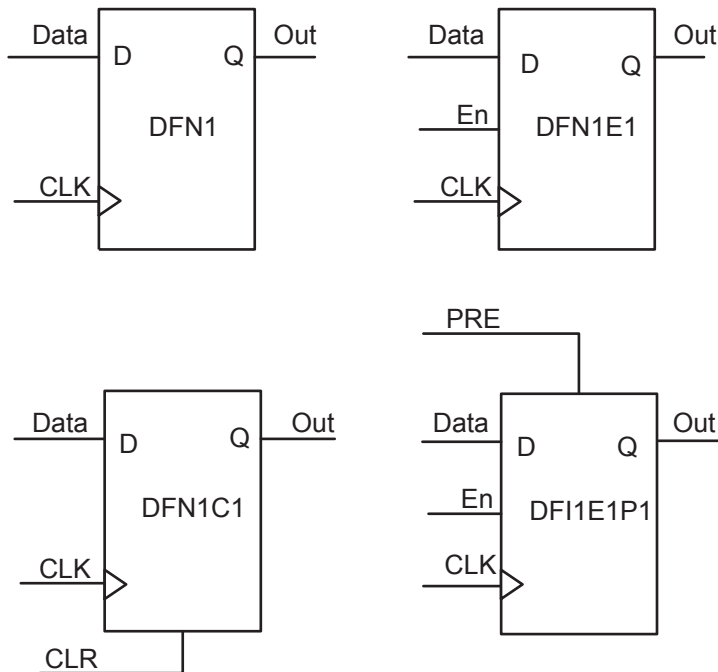 Data
D
Q
Out
DFN1
CLK
Data
D
Q
Out
En
DFN1E1
CLK
Data
D
Q
Out
DFN1C1
CLK
CLR
PRE
Data
D
Q
Out
En
DFI1E1P1
CLK